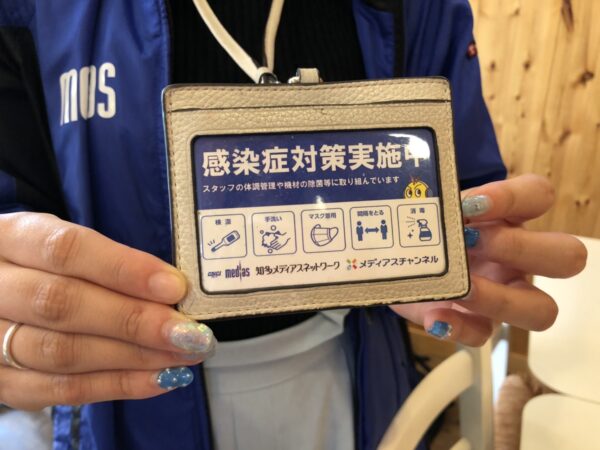 感染症対策実施中
スタッフの体調管理や機材の除菌等に取り組んでいます
検温
手洗い
マスク着用
間隔をとる
消毒
medias 知多メディアスネットワーク メディアスチャンネル